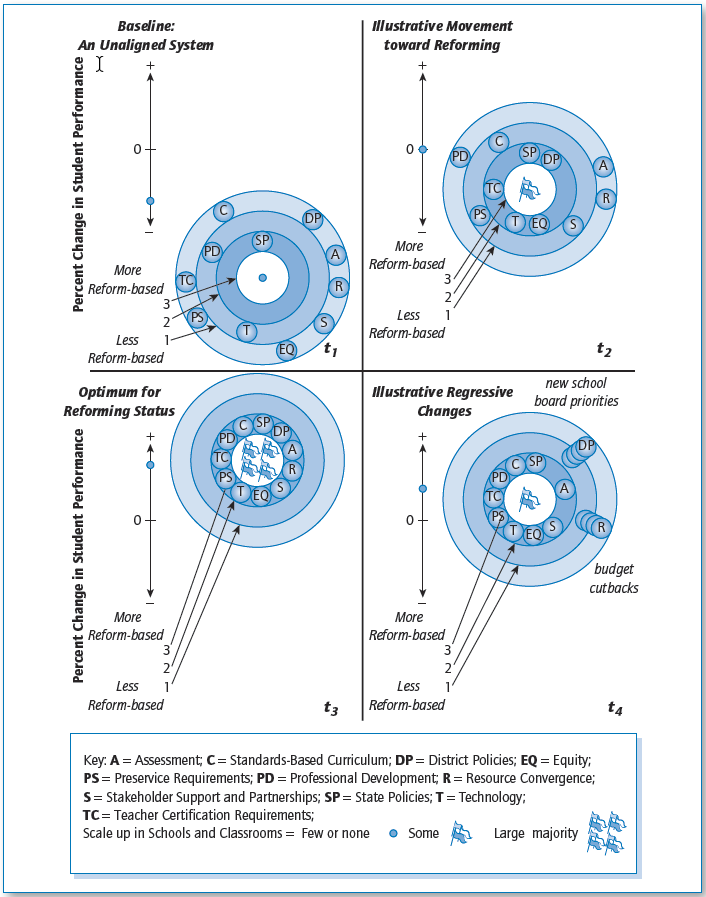 Baseline:
An Unaligned System
Percent Change in Student Performance
+
0
–
C
DP
SP
PD
A
TC
R
PS
T
S
EQ
More
Reform-based
3
2
1
Less
Reform-based
t1
Illustrative Movement
toward Reforming
+
0
–
C
SP
DP
PD
A
TC
R
PS
T
EQ
S
More
Reform-based
3
2
1
Less
Reform-based
t2
Optimum for
Reforming Status
Percent Change in Student Performance
+
0
–
C
SP
DP
PD
A
TC
R
PS
S
T
EQ
More
Reform-based
3
2
1
Less
Reform-based
t3
Illustrative Regressive
Changes
new school
board priorities
+
0
–
DP
C
SP
PD
A
TC
PS
R
T
EQ
S
budget
cutbacks
More
Reform-based
3
2
1
Less
Reform-based
t4
Key: A = Assessment; C = Standards-Based Curriculum; DP = District Policies; EQ = Equity;
PS = Preservice Requirements; PD = Professional Development; R = Resource Convergence;
S = Stakeholder Support and Partnerships; SP = State Policies; T = Technology;
TC = Teacher Certification Requirements;
Scale up in Schools and Classrooms = Few or none Some Large majority